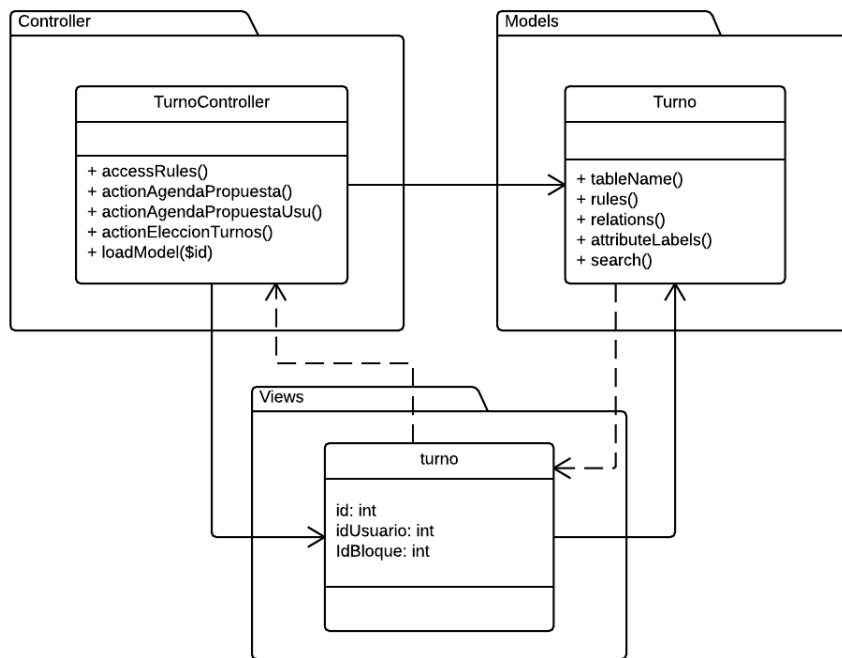 Controller
TurnoController
+ accessRules()
+ actionAgendaPropuesta()
+ actionAgendaPropuestaUsu()
+ actionEleccionTurnos()
+ loadModel($id)
Models
Turno
+ tableName()
+ rules()
+ relations()
+ attributeLabels()
+ search()
Views
turno
id: int
idUsuario: int
IdBloque: int